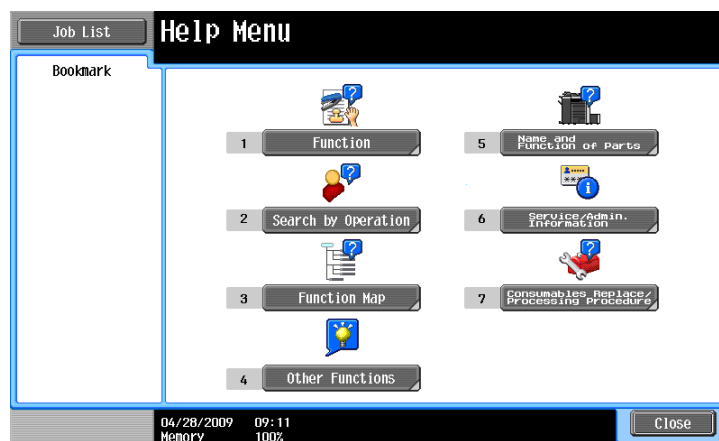 Job List
Help Menu
Bookmark
1 Function
2 Search by Operation
3 Function Map
4 Other Functions
5 Name and
Function of Parts
6 Service/Admin.
Information
7 Consumables Replace/
Processing Procedure
04/28/2009 09:11
Memory 100%
Close